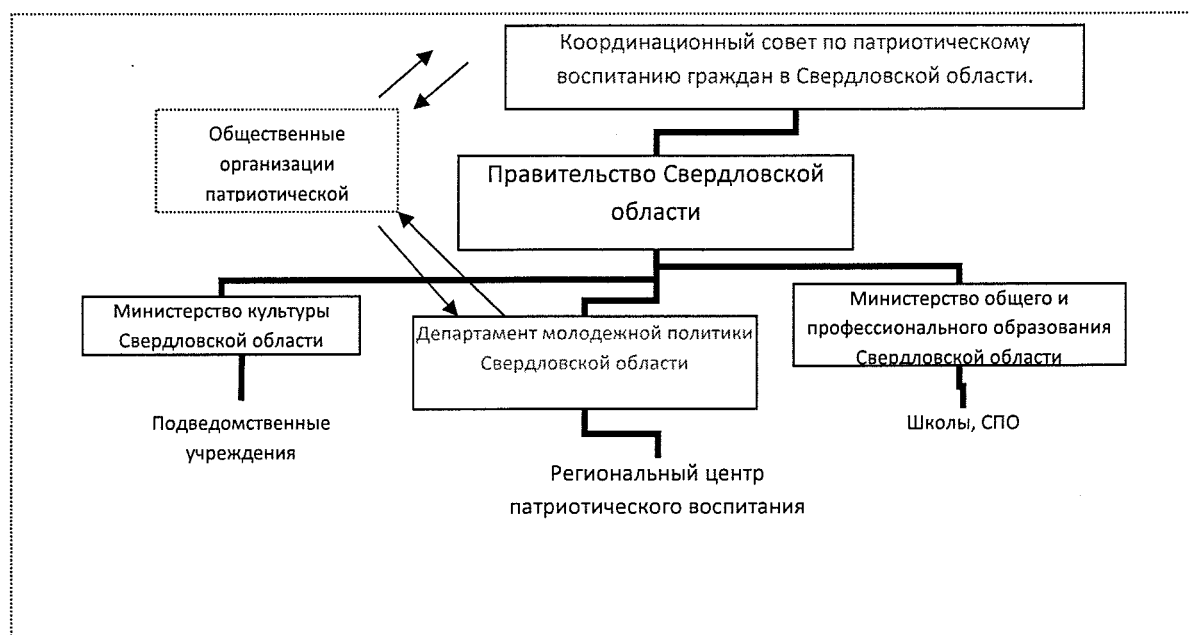 Координационный совет по патриотическому
воспитанию граждан в Свердловской области.
Общественные
организации
патриотической
Правительство Свердловской
области
Министерство культуры
Свердловской области
Департамент молодежной политики
Свердловской области
Министерство общего и
профессионального образования
Свердловской области
Подведомственные
учреждения
Школы, СПО
Региональный центр
патриотического воспитания